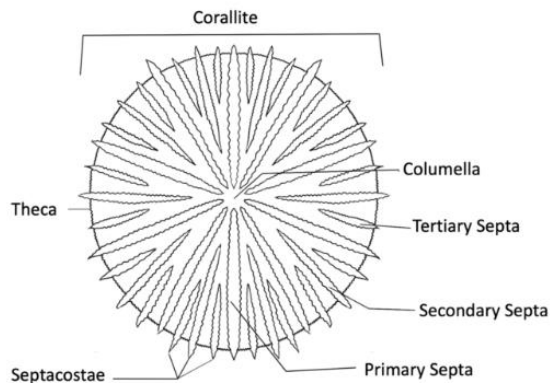 Corallite
Columella
Theca
Tertiary Septa
Secondary Septa
Primary Septa
Septacostae